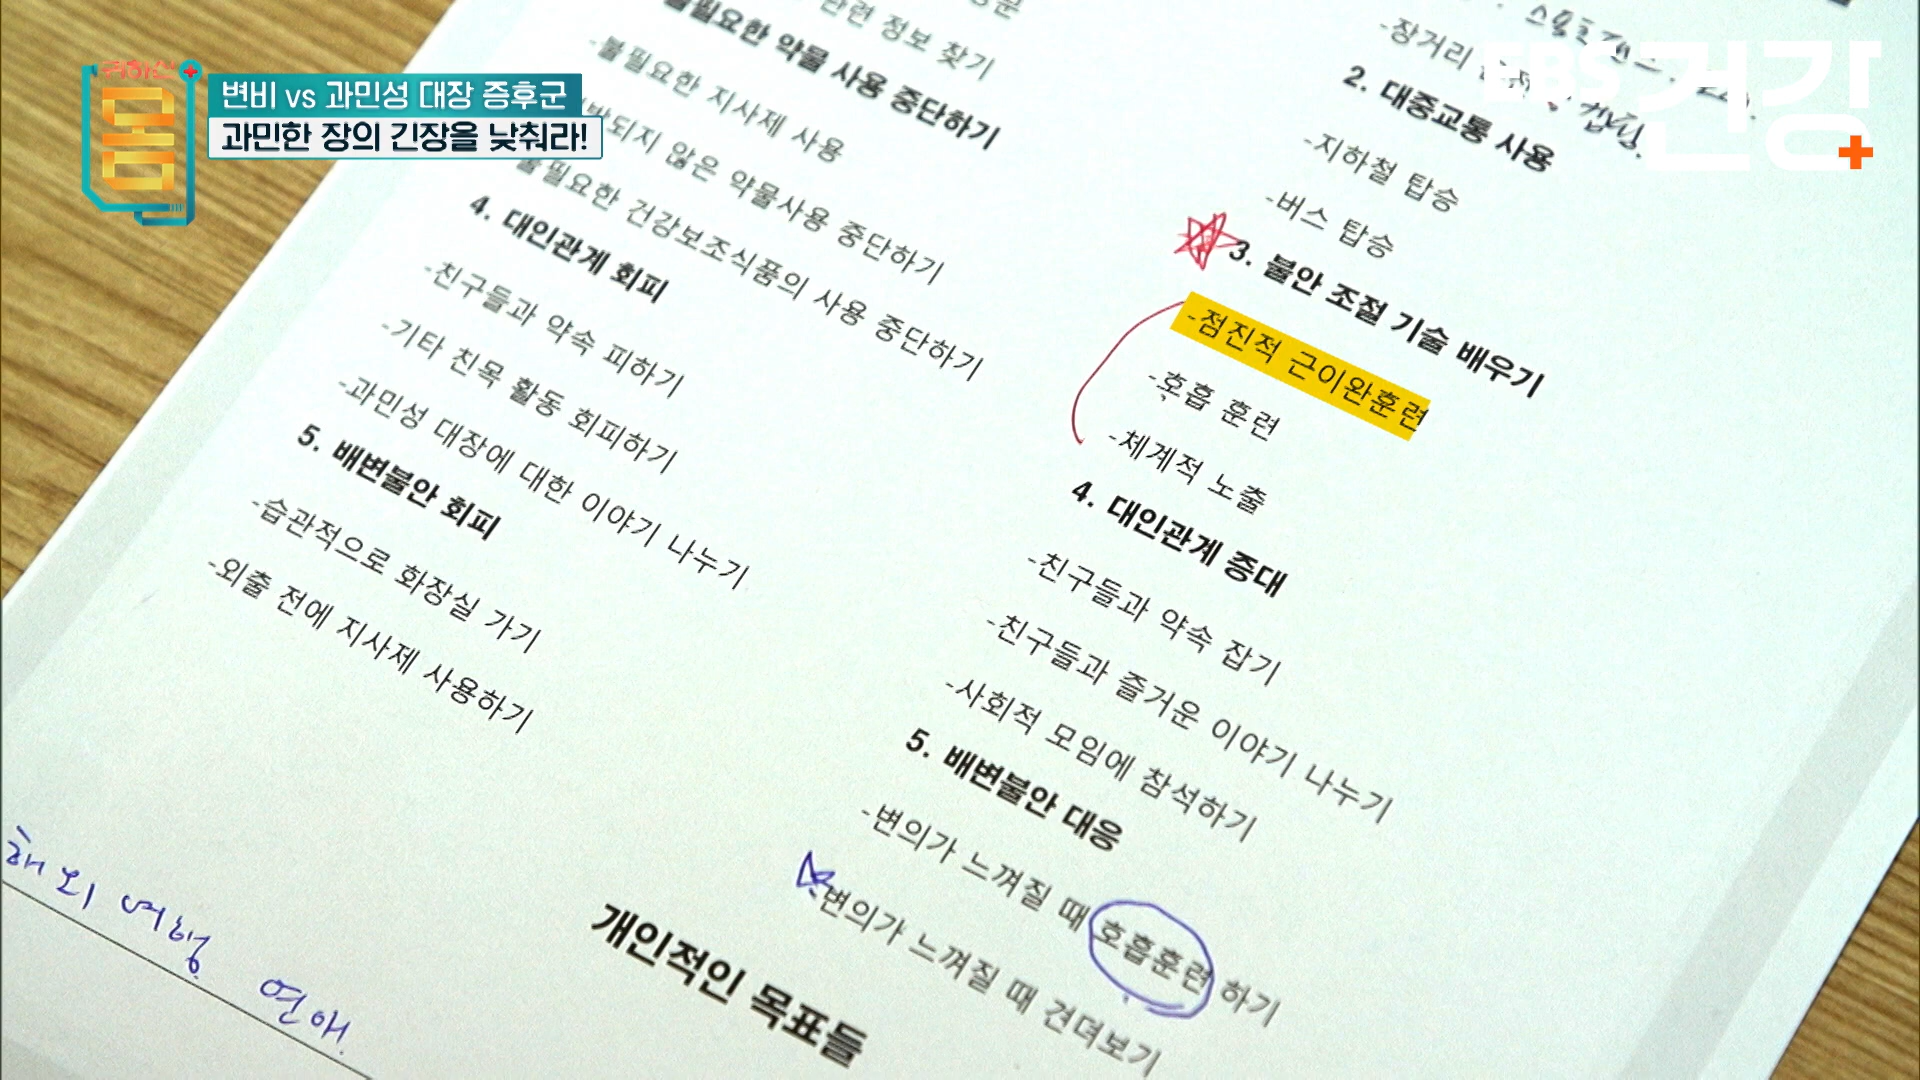 귀하신
몸
변비 vs 과민성 대장 증후군
과민한 장의 긴장을 낮춰라!
EBS 건강
관련 정보 찾기
불필요한 약물 사용 중단하기
-불필요한 지사제 사용
되지 않은 약물사용 중단하기
불필요한 건강보조식품의 사용 중단하기
4. 대인관계 회피
-친구들과 약속 피하기
-기타 친목 활동 회피하기
-과민성 대장에 대한 이야기 나누기
5. 배변불안 회피
-습관적으로 화장실 가기
-외출 전에 지사제 사용하기
-장거리
2. 대중교통 사용
-지하철 탑승
-버스 탑승
3. 불안 조절 기술 배우기
-점진적 근이완훈련
-호흡 훈련
-체계적 노출
4. 대인관계 증대
-친구들과 약속 잡기
-친구들과 즐거운 이야기 나누기
-사회적 모임에 참석하기
5. 배변불안 대응
-변의가 느껴질 때 호흡훈련 하기
-변의가 느껴질 때 견뎌보기
개인적인 목표들
해외여행 연애